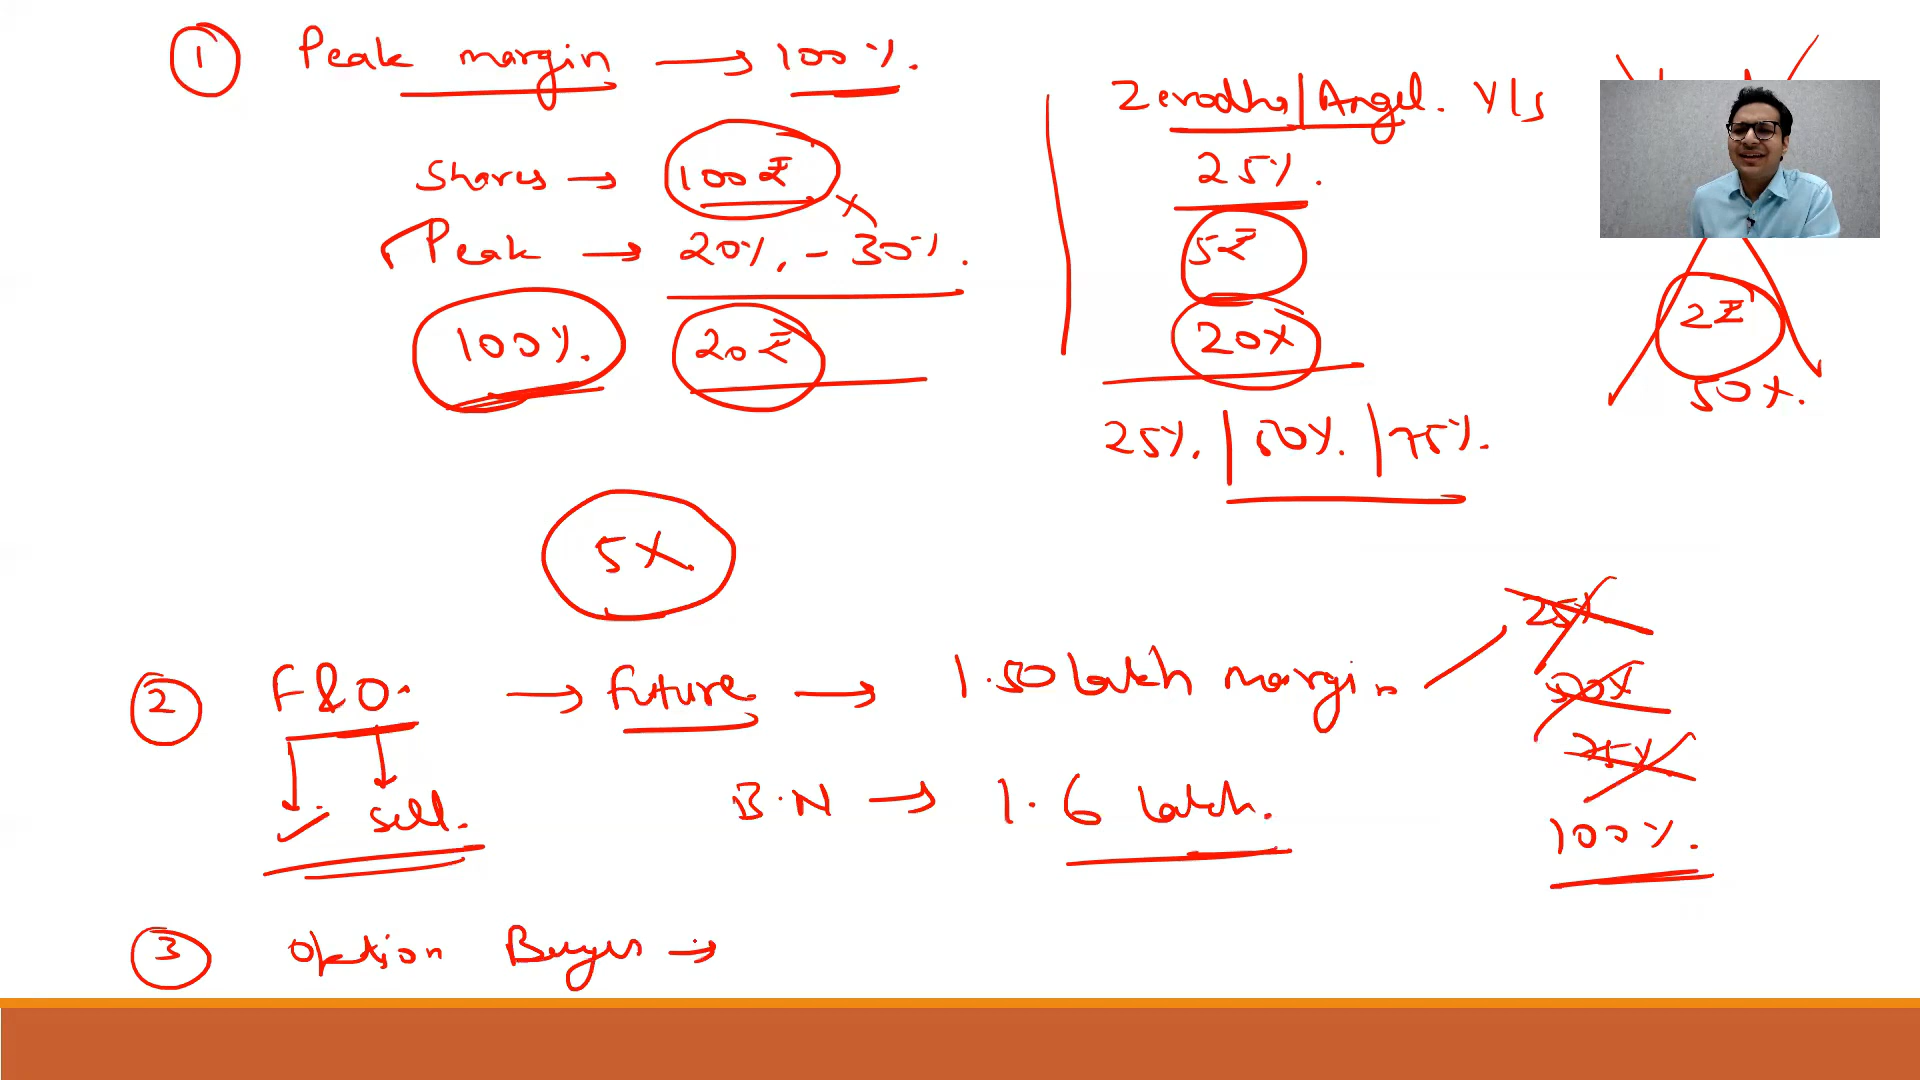 ① Peak margin → 100%.
Shares → 100₹
Peak → 20% - 30%.
100% 20₹
Zerodha | Angel.
25%.
5₹
20X
25%. | 50%. | 75%.
2₹
50X.
5X
② F&O. → future → 1.50 lakh margin
sell.
B.N → 1.6 lakh.
25%
50%
75%
100%.
③ Option Buyers →